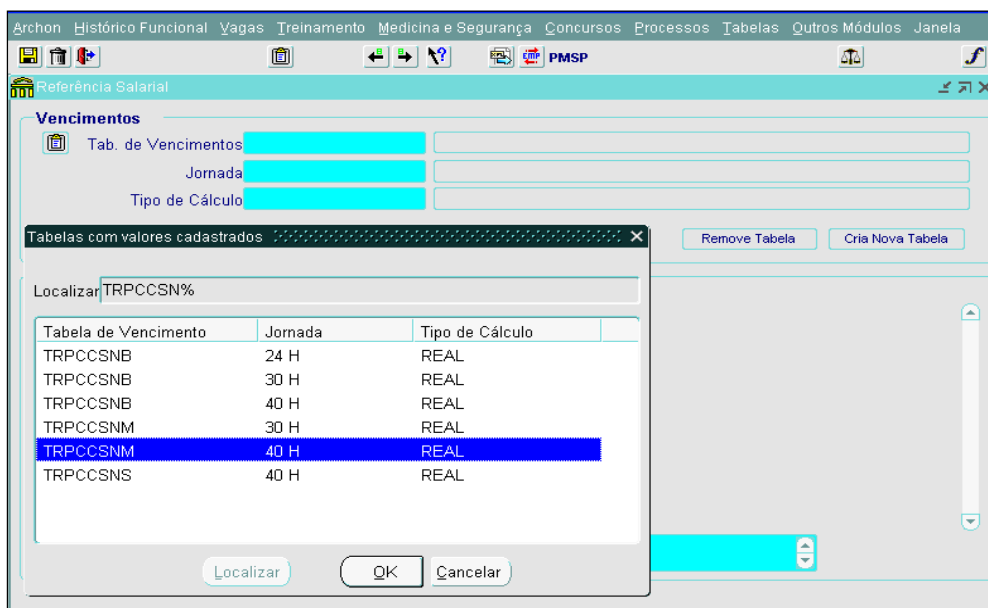 Archon Histórico Funcional Vagas Treinamento Medicina e Segurança Concursos Processos Tabelas Outros Módulos Janela
PMSP
Referência Salarial
Vencimentos
Tab. de Vencimentos
Jornada
Tipo de Cálculo
Tabelas com valores cadastrados
Remove Tabela Cria Nova Tabela
Localizar TRPCCSN%
Tabela de Vencimento Jornada Tipo de Cálculo
TRPCCSNB 24 H REAL
TRPCCSNB 30 H REAL
TRPCCSNB 40 H REAL
TRPCCSNM 30 H REAL
TRPCCSNM 40 H REAL
TRPCCSNS 40 H REAL
Localizar OK Cancelar